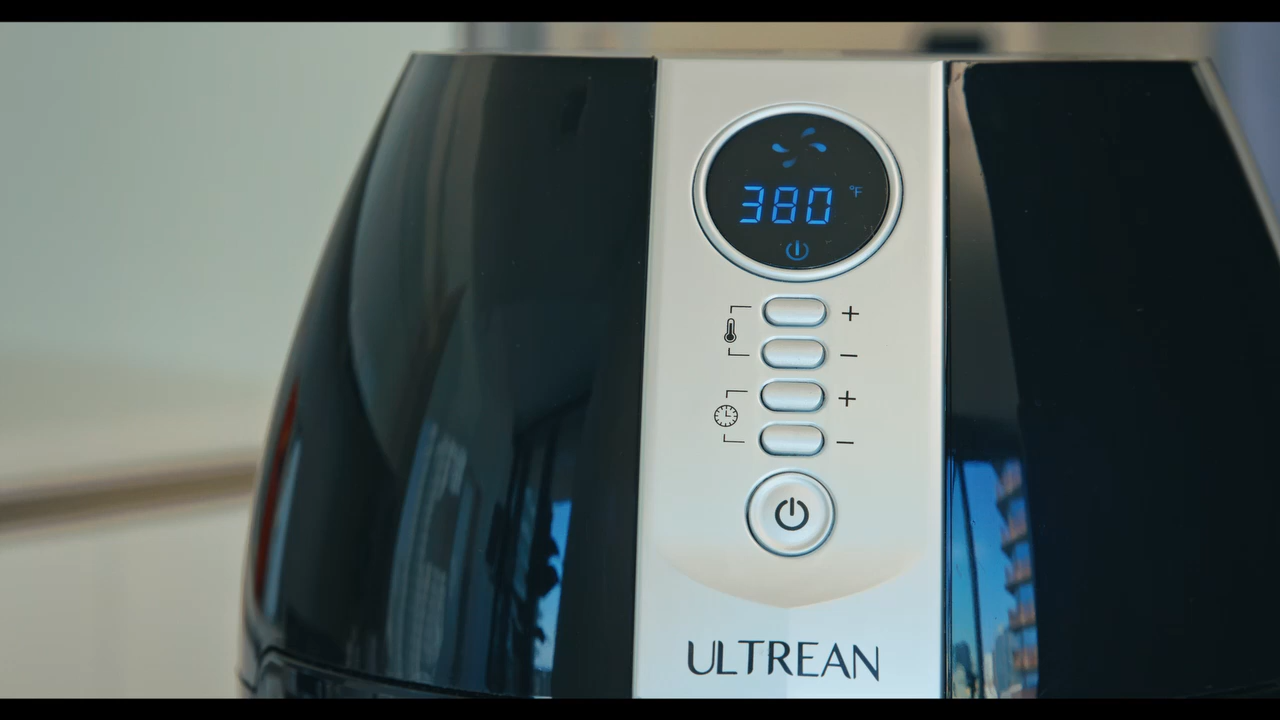 380 °F
+
−
+
−
ULTREAN